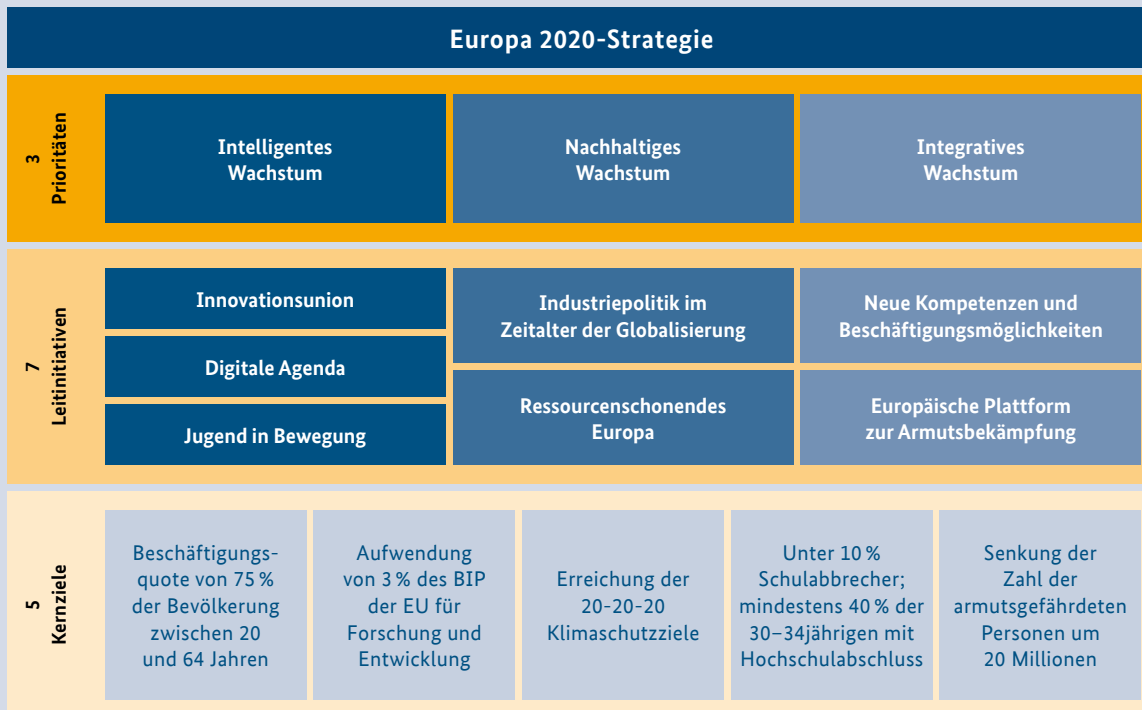 Europa 2020-Strategie
3
Prioritäten
Intelligentes
Wachstum
Nachhaltiges
Wachstum
Integratives
Wachstum
7
Leitinitiativen
Innovationsunion
Digitale Agenda
Jugend in Bewegung
Industriepolitik im
Zeitalter der Globalisierung
Ressourcenschonendes
Europa
Neue Kompetenzen und
Beschäftigungsmöglichkeiten
Europäische Plattform
zur Armutsbekämpfung
5
Kernziele
Beschäftigungs-
quote von 75 %
der Bevölkerung
zwischen 20
und 64 Jahren
Aufwendung
von 3 % des BIP
der EU für
Forschung und
Entwicklung
Erreichung der
20-20-20
Klimaschutzziele
Unter 10 %
Schulabbrecher;
mindestens 40 % der
30–34jährigen mit
Hochschulabschluss
Senkung der
Zahl der
armutsgefährdeten
Personen um
20 Millionen